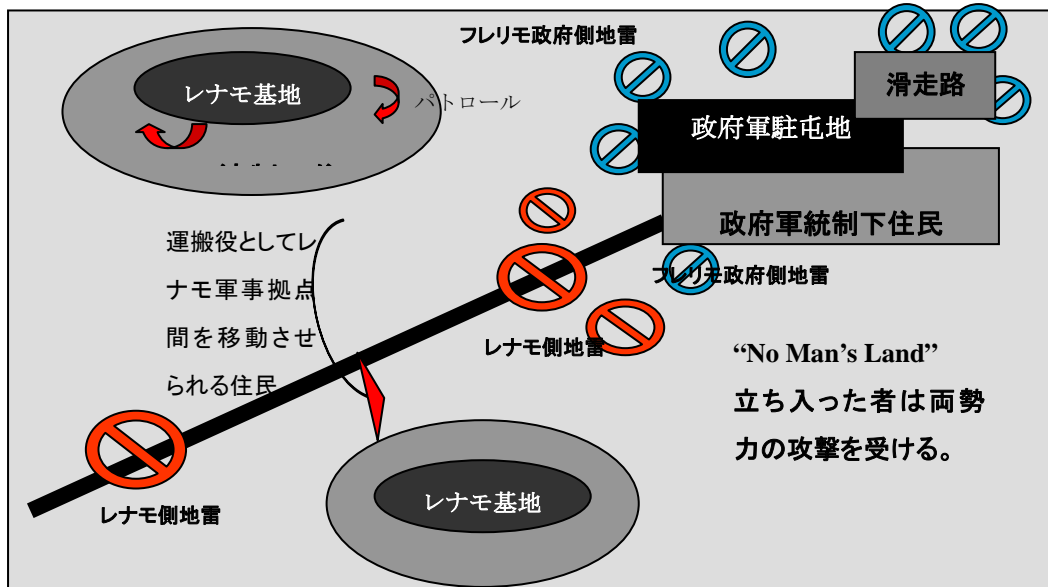 フレリモ政府側地雷
滑走路
レナモ基地
パトロール
政府軍駐屯地
政府軍統制下住民
運搬役としてレ
ナモ軍事拠点
間を移動させ
られる住民
フレリモ政府側地雷
レナモ側地雷
“No Man’s Land”
立ち入った者は両勢
力の攻撃を受ける。
レナモ基地
レナモ側地雷